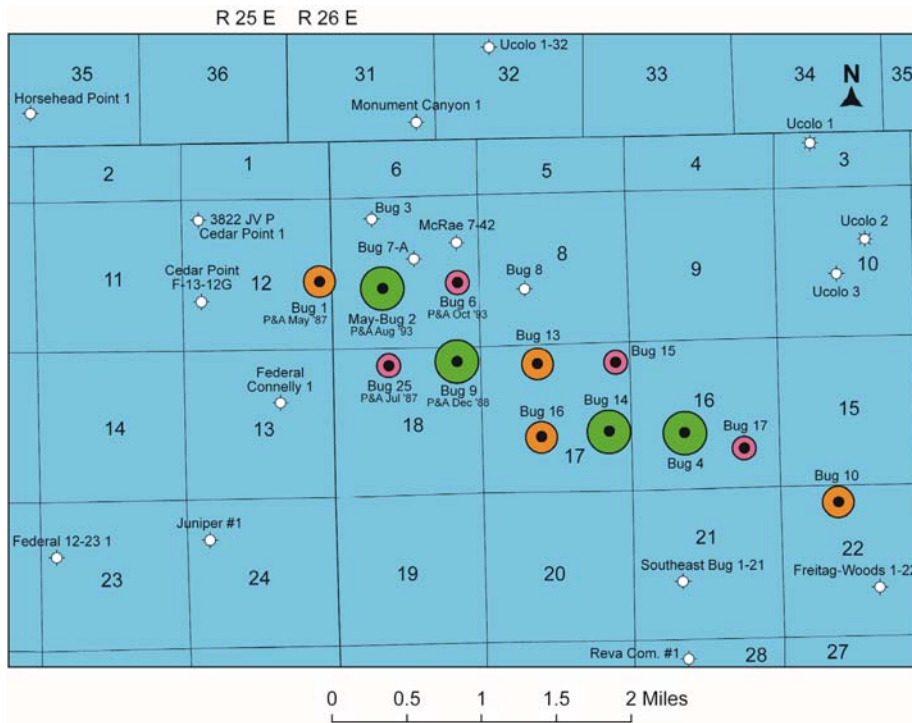 R 25 E R 26 E
35 36 31 32 33 34 35
Ucolo 1-32
N
Horsehead Point 1
Monument Canyon 1
Ucolo 1
2 1 6 5 4 3
3822 JV P
Cedar Point 1
Bug 3
McRae 7-42
Bug 7-A
Ucolo 2
11 12 8 9 10
Cedar Point
F-13-12G
Bug 8
Ucolo 3
Bug 1
P&A May '87
May-Bug 2
P&A Aug '93
Bug 6
P&A Oct '93
Bug 13
Bug 15
Federal
Connelly 1
Bug 25
P&A Jul '87
Bug 9
P&A Dec '88
14 13 18 17 16 15
Bug 16
Bug 14
Bug 4
Bug 17
Bug 10
Federal 12-23 1
Juniper #1
23 24 19 20 21 22
Southeast Bug 1-21
Freitag-Woods 1-22
Reva Com. #1
28 27
0 0.5 1 2 Miles